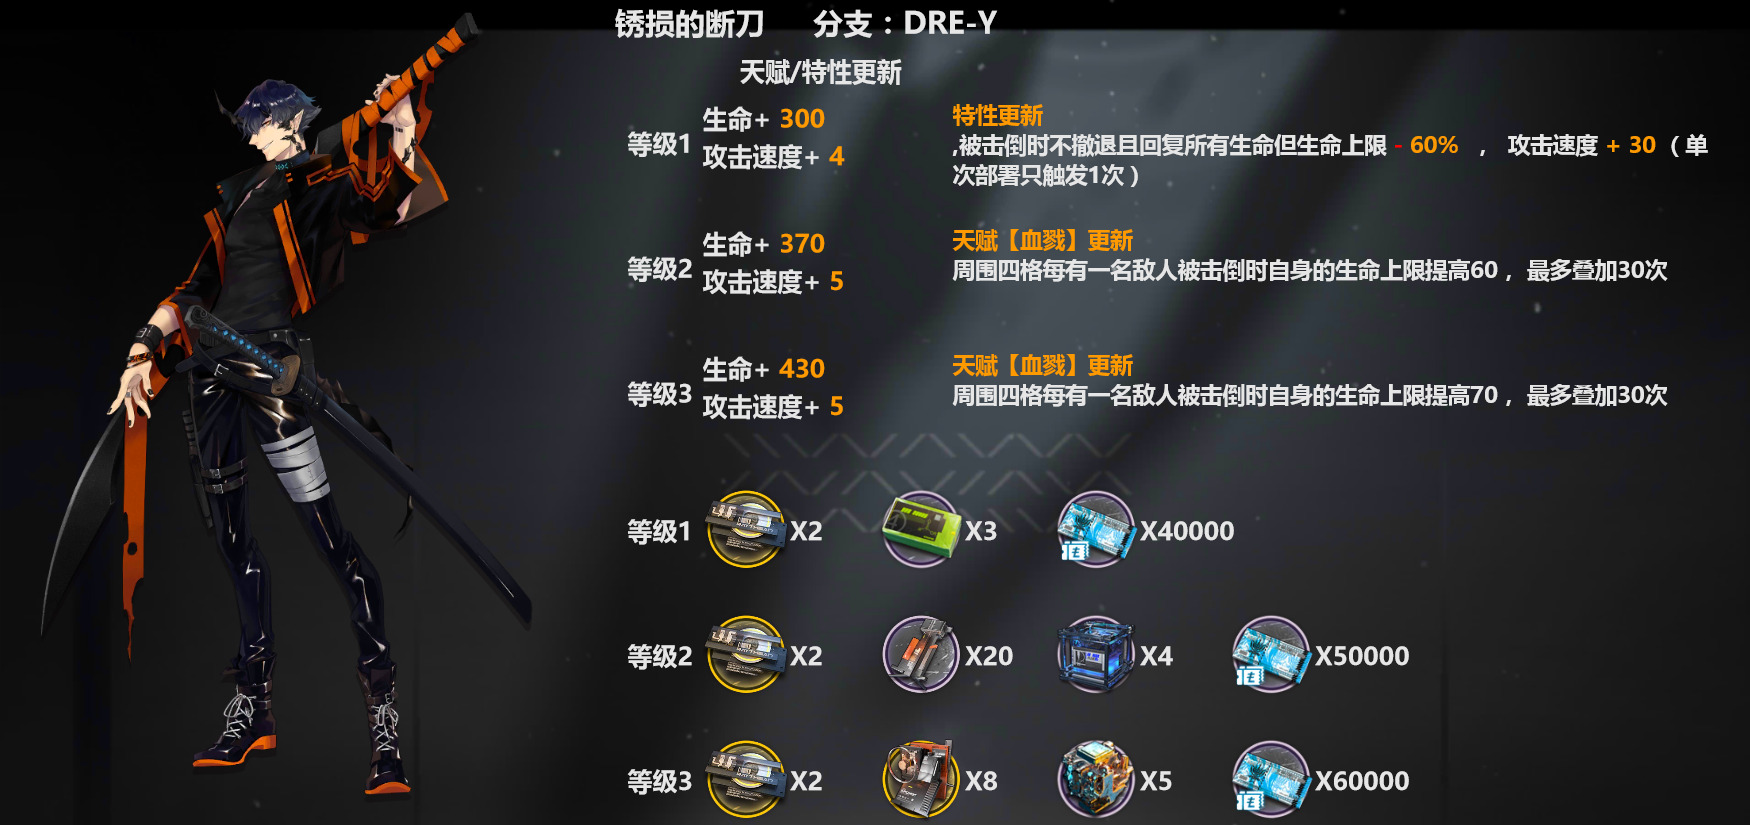 锈损的断刀 分支：DRE-Y
天赋/特性更新
等级1
生命+ 300
攻击速度+ 4
特性更新
,被击倒时不撤退且回复所有生命但生命上限 - 60% ， 攻击速度 + 30（单
次部署只触发1次）
等级2
生命+ 370
攻击速度+ 5
天赋【血戮】更新
周围四格每有一名敌人被击倒时自身的生命上限提高60，最多叠加30次
等级3
生命+ 430
攻击速度+ 5
天赋【血戮】更新
周围四格每有一名敌人被击倒时自身的生命上限提高70，最多叠加30次
等级1 X2 X3 X40000
等级2 X2 X20 X4 X50000
等级3 X2 X8 X5 X60000